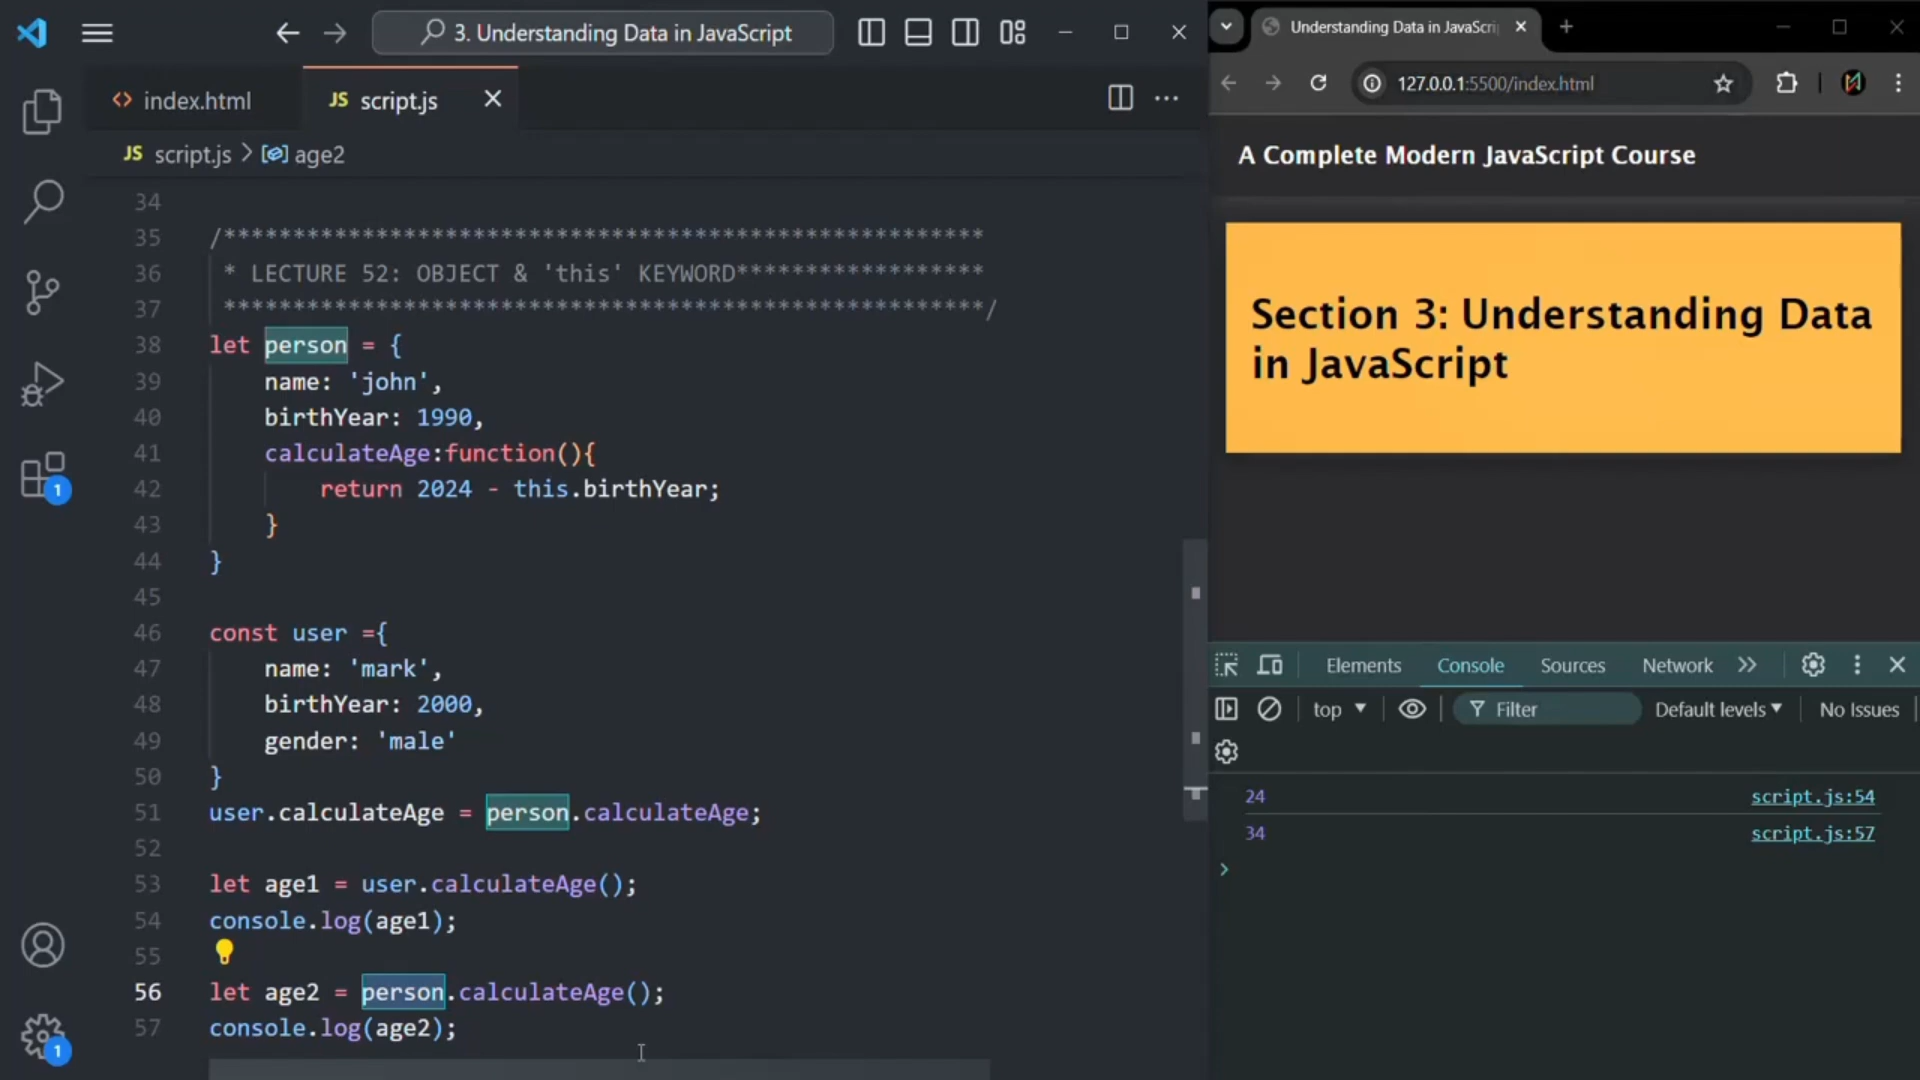 3. Understanding Data in JavaScript
index.html
JS script.js
JS script.js > age2
34
35 /*******************************************************
36 * LECTURE 52: OBJECT & 'this' KEYWORD******************
37 *******************************************************/
38 let person = {
39 name: 'john',
40 birthYear: 1990,
41 calculateAge:function(){
42 return 2024 - this.birthYear;
43 }
44 }
45
46 const user ={
47 name: 'mark',
48 birthYear: 2000,
49 gender: 'male'
50 }
51 user.calculateAge = person.calculateAge;
52
53 let age1 = user.calculateAge();
54 console.log(age1);
55
56 let age2 = person.calculateAge();
57 console.log(age2);
1
1
Understanding Data in JavaScri
127.0.0.1:5500/index.html
A Complete Modern JavaScript Course
Section 3: Understanding Data
in JavaScript
Elements Console Sources Network
top Filter Default levels No Issues
24 script.js:54
34 script.js:57